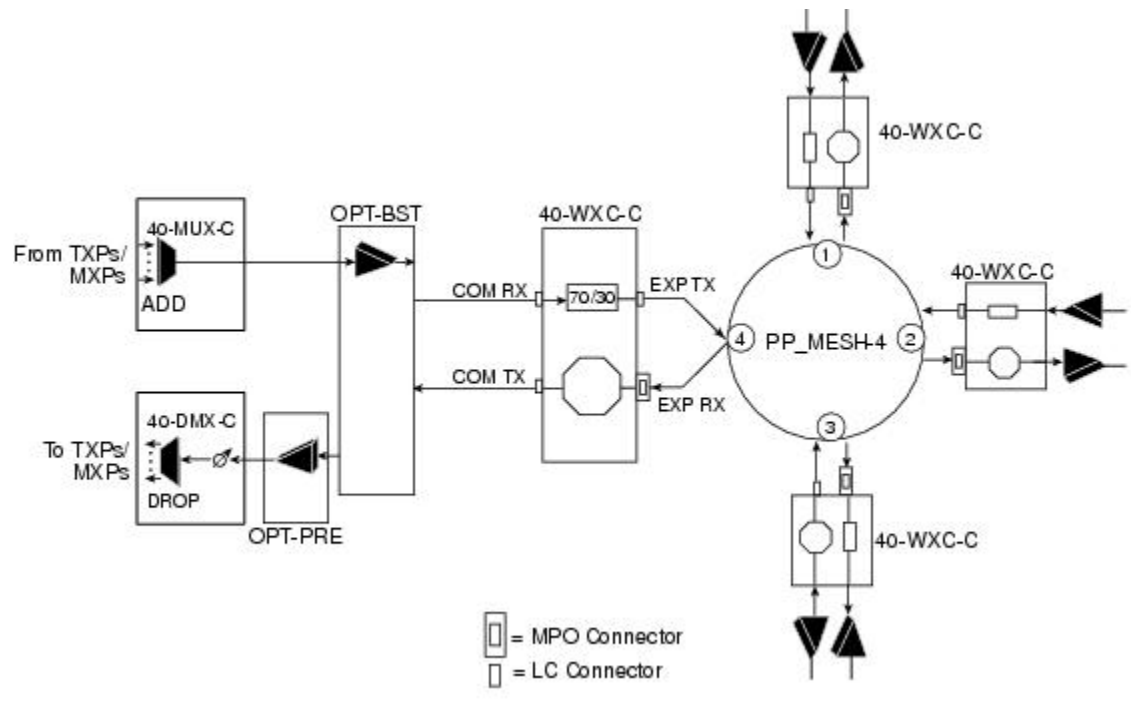 40-WXC-C
40-MUX-C
From TXPs/
MXPs
ADD
OPT-BST
40-WXC-C
COM RX
70/30
EXP TX
1
4
PP_MESH-4
2
3
40-WXC-C
COM TX
EXP RX
40-DMX-C
To TXPs/
MXPs
DROP
OPT-PRE
40-WXC-C
= MPO Connector
= LC Connector